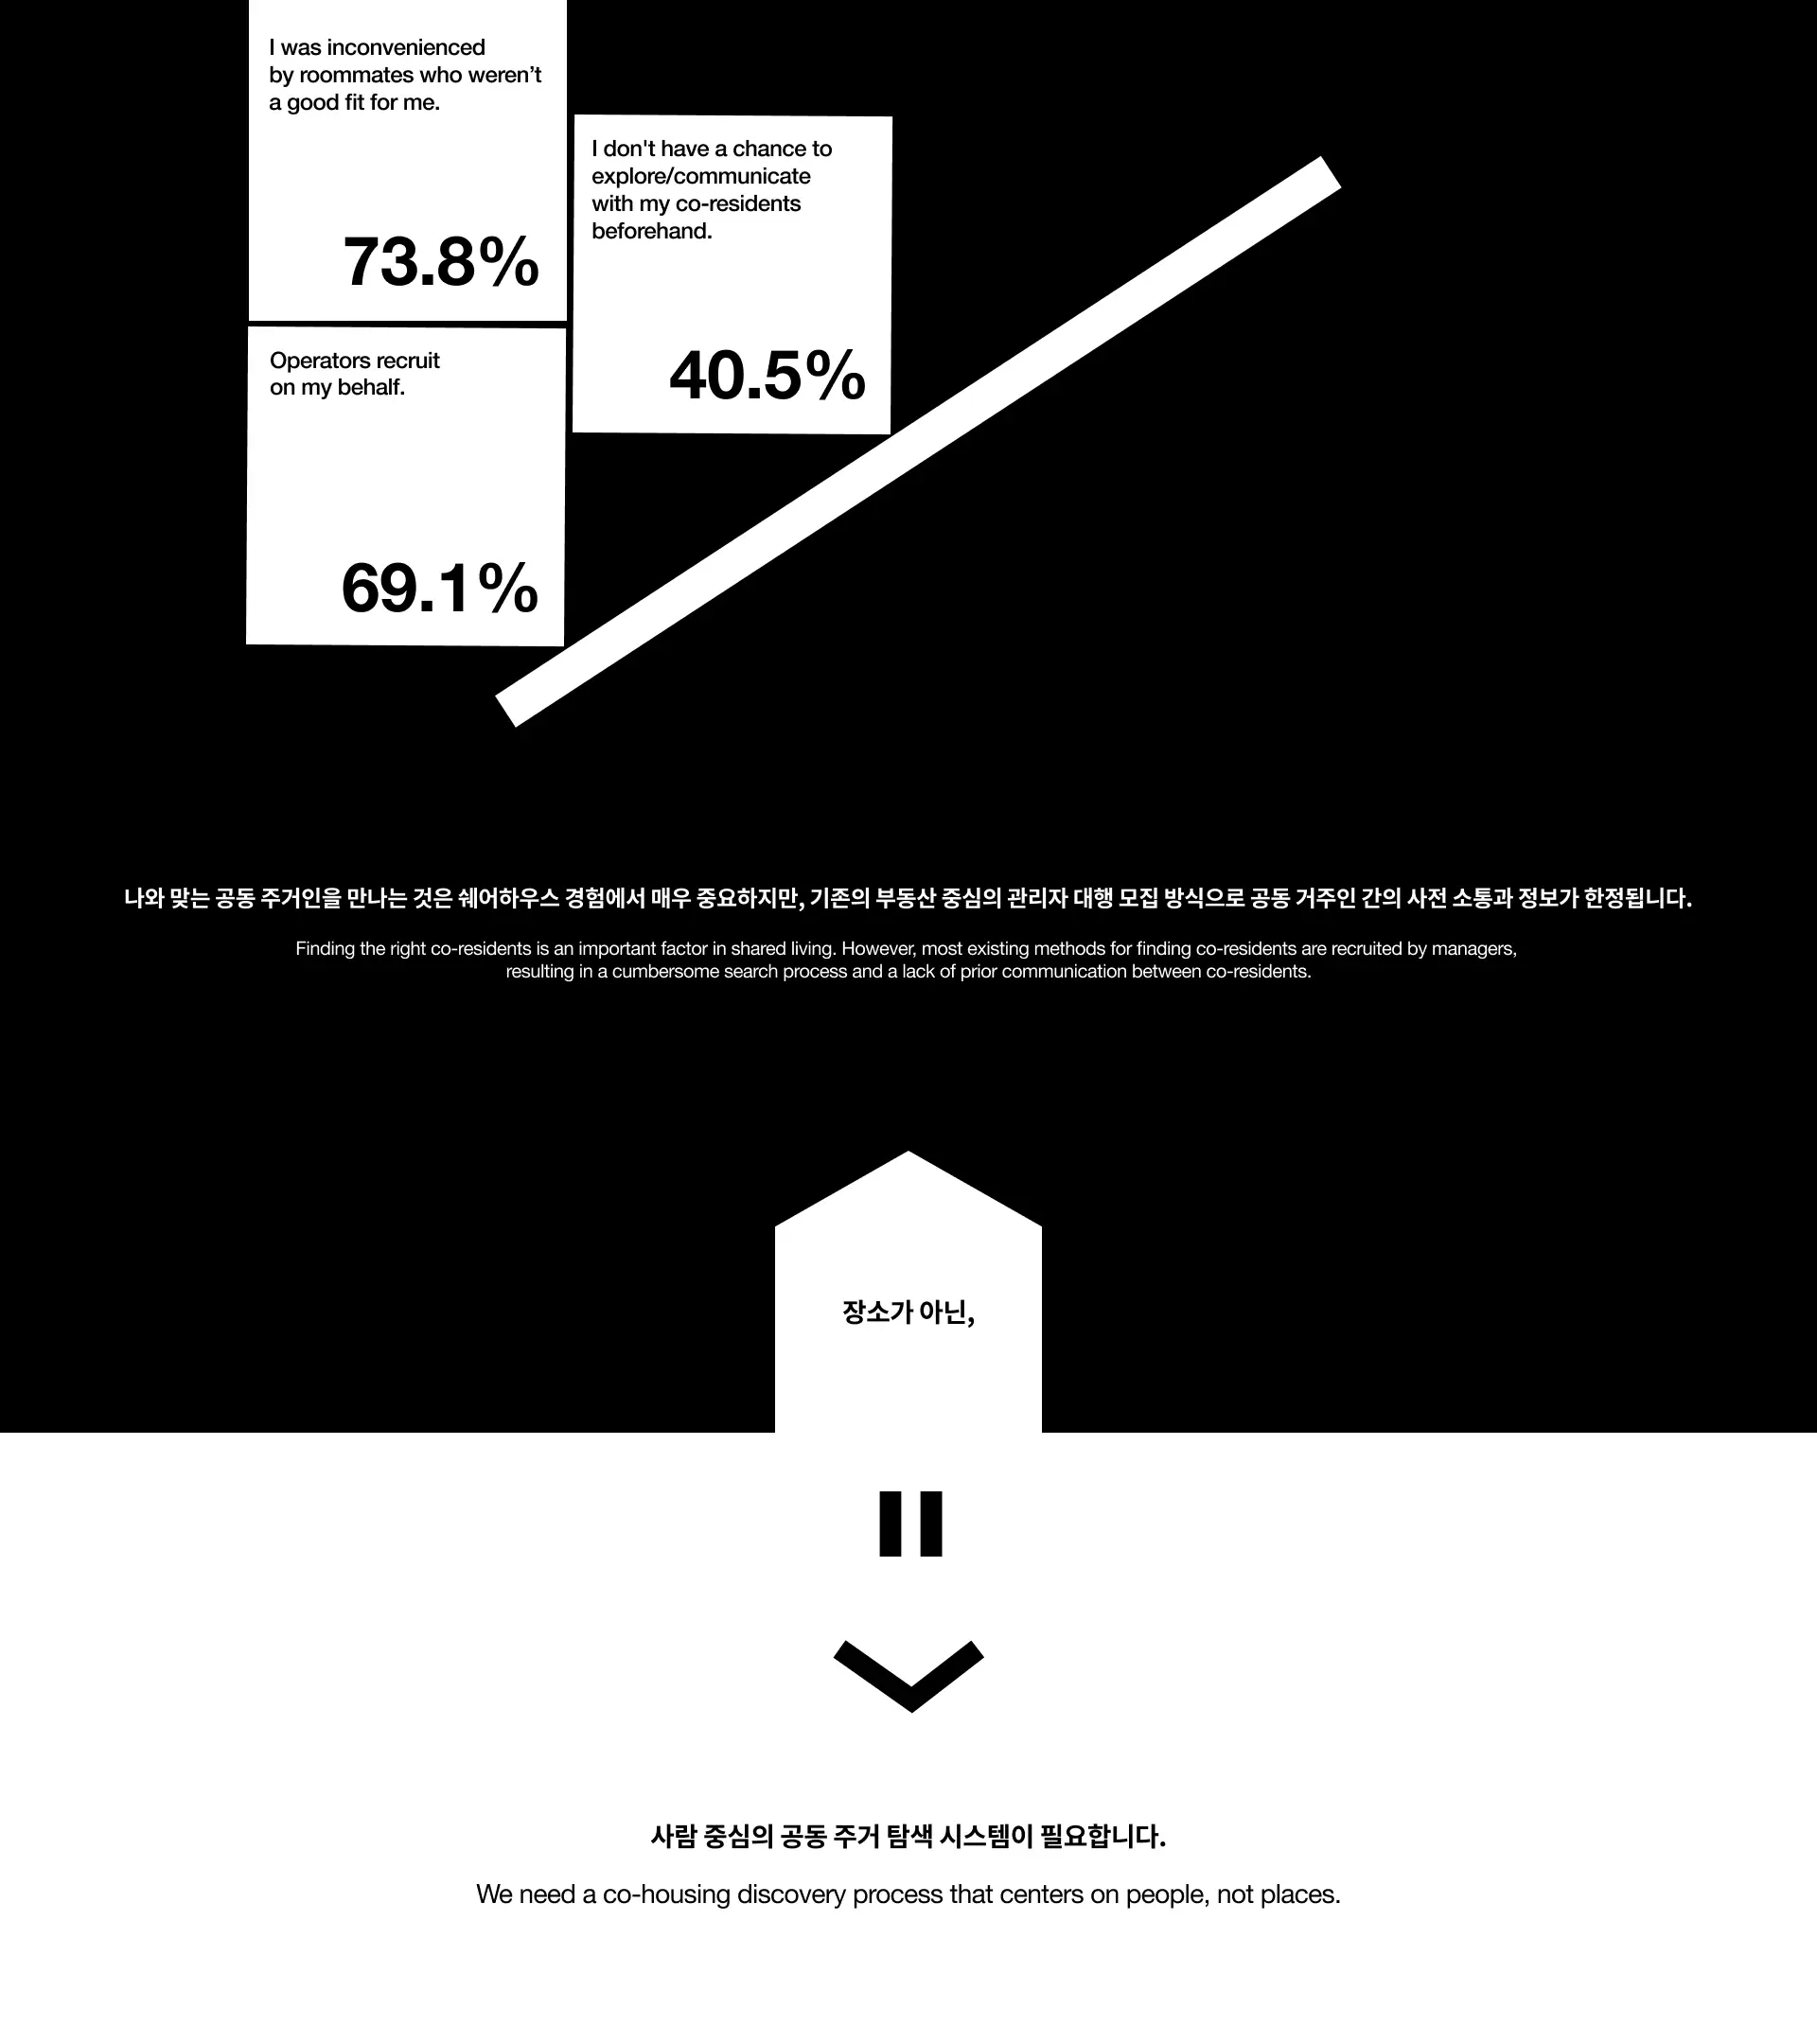 I was inconvenienced
by roommates who weren’t
a good fit for me.
73.8%
I don't have a chance to
explore/communicate
with my co-residents
beforehand.
40.5%
Operators recruit
on my behalf.
69.1%
나와 맞는 공동 주거인을 만나는 것은 쉐어하우스 경험에서 매우 중요하지만, 기존의 부동산 중심의 관리자 대행 모집 방식으로 공동 거주인 간의 사전 소통과 정보가 한정됩니다.
Finding the right co-residents is an important factor in shared living. However, most existing methods for finding co-residents are recruited by managers,
resulting in a cumbersome search process and a lack of prior communication between co-residents.
장소가 아닌,
사람 중심의 공동 주거 탐색 시스템이 필요합니다.
We need a co-housing discovery process that centers on people, not places.